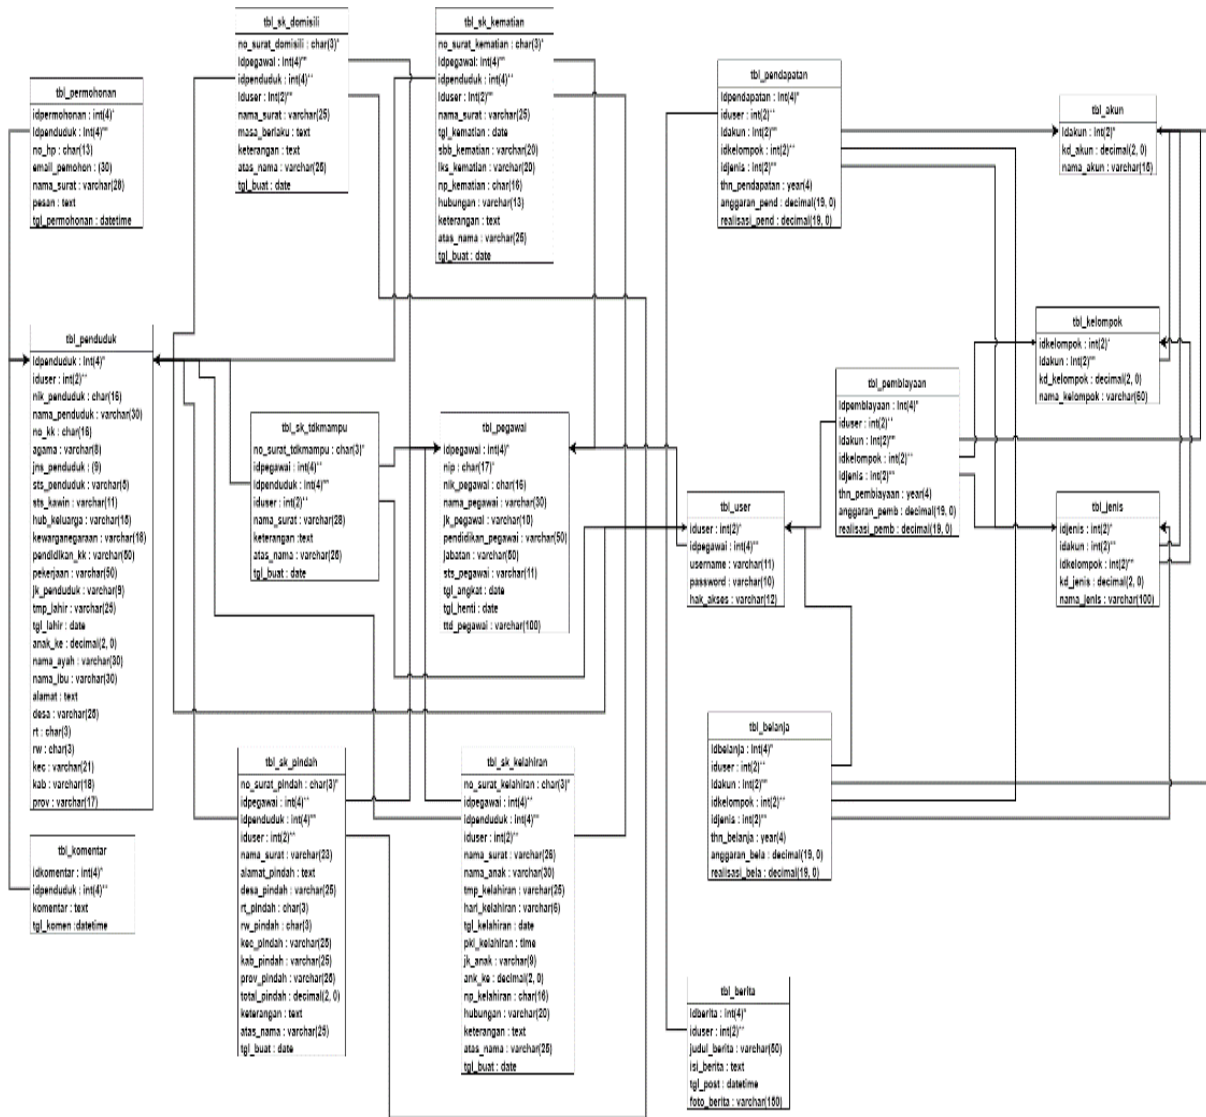 tbl_sk_domisili
no_surat_domisili : char(3)*
idpegawai : int(4)**
idpenduduk : int(4)**
iduser : int(2)**
nama_surat : varchar(25)
masa_berlaku : text
keterangan : text
atas_nama : varchar(25)
tgl_buat : date
tbl_sk_kematian
no_surat_kematian : char(3)*
idpegawai : int(4)**
idpenduduk : int(4)**
iduser : int(2)**
nama_surat : varchar(25)
tgl_kematian : date
sbb_kematian : varchar(20)
lks_kematian : varchar(20)
np_kematian : char(16)
hubungan : varchar(13)
keterangan : text
atas_nama : varchar(25)
tgl_buat : date
tbl_permohonan
idpermohonan : int(4)*
idpenduduk : int(4)**
no_hp : char(13)
email_pemohon : (30)
nama_surat : varchar(28)
pesan : text
tgl_permohonan : datetime
tbl_pendapatan
idpendapatan : int(4)*
iduser : int(2)**
idakun : int(2)**
idkelompok : int(2)**
idjenis : int(2)**
thn_pendapatan : year(4)
anggaran_pend : decimal(19, 0)
realisasi_pend : decimal(19, 0)
tbl_akun
idakun : int(2)*
kd_akun : decimal(2, 0)
nama_akun : varchar(15)
tbl_penduduk
idpenduduk : int(4)*
iduser : int(2)**
nik_penduduk : char(16)
nama_penduduk : varchar(30)
no_kk : char(16)
agama : varchar(8)
jns_penduduk : (9)
sts_penduduk : varchar(5)
sts_kawin : varchar(11)
hub_keluarga : varchar(15)
kewarganegaraan : varchar(18)
pendidikan_kk : varchar(50)
pekerjaan : varchar(50)
jk_penduduk : varchar(9)
tmp_lahir : varchar(25)
tgl_lahir : date
anak_ke : decimal(2, 0)
nama_ayah : varchar(30)
nama_ibu : varchar(30)
alamat : text
desa : varchar(25)
rt : char(3)
rw : char(3)
kec : varchar(21)
kab : varchar(18)
prov : varchar(17)
tbl_sk_tdkmampu
no_surat_tdkmampu : char(3)*
idpegawai : int(4)**
idpenduduk : int(4)**
iduser : int(2)**
nama_surat : varchar(28)
keterangan : text
atas_nama : varchar(25)
tgl_buat : date
tbl_pegawai
idpegawai : int(4)*
nip : char(17)*
nik_pegawai : char(16)
nama_pegawai : varchar(30)
jk_pegawai : varchar(10)
pendidikan_pegawai : varchar(50)
jabatan : varchar(50)
sts_pegawai : varchar(11)
tgl_angkat : date
tgl_henti : date
ttd_pegawai : varchar(100)
tbl_user
iduser : int(2)*
idpegawai : int(4)**
username : varchar(11)
password : varchar(10)
hak_akses : varchar(12)
tbl_pembiayaan
idpembiayaan : int(4)*
iduser : int(2)**
idakun : int(2)**
idkelompok : int(2)**
idjenis : int(2)**
thn_pembiayaan : year(4)
anggaran_pemb : decimal(19, 0)
realisasi_pemb : decimal(19, 0)
tbl_kelompok
idkelompok : int(2)*
idakun : int(2)**
kd_kelompok : decimal(2, 0)
nama_kelompok : varchar(50)
tbl_jenis
idjenis : int(2)*
idakun : int(2)**
idkelompok : int(2)**
kd_jenis : decimal(2, 0)
nama_jenis : varchar(100)
tbl_komentar
idkomentar : int(4)*
idpenduduk : int(4)**
komentar : text
tgl_komen :datetime
tbl_sk_pindah
no_surat_pindah : char(3)*
idpegawai : int(4)**
idpenduduk : int(4)**
iduser : int(2)**
nama_surat : varchar(23)
alamat_pindah : text
desa_pindah : varchar(25)
rt_pindah : char(3)
rw_pindah : char(3)
kec_pindah : varchar(25)
kab_pindah : varchar(25)
prov_pindah : varchar(25)
total_pindah : decimal(2, 0)
keterangan : text
atas_nama : varchar(25)
tgl_buat : date
tbl_sk_kelahiran
no_surat_kelahiran : char(3)*
idpegawai : int(4)**
idpenduduk : int(4)**
iduser : int(2)**
nama_surat : varchar(26)
nama_anak : varchar(30)
tmp_kelahiran : varchar(25)
hari_kelahiran : varchar(6)
tgl_kelahiran : date
pkl_kelahiran : time
jk_anak : varchar(9)
ank_ke : decimal(2, 0)
np_kelahiran : char(16)
hubungan : varchar(20)
keterangan : text
atas_nama : varchar(25)
tgl_buat : date
tbl_belanja
idbelanja : int(4)*
iduser : int(2)**
idakun : int(2)**
idkelompok : int(2)**
idjenis : int(2)**
thn_belanja : year(4)
anggaran_bela : decimal(19, 0)
realisasi_bela : decimal(19, 0)
tbl_berita
idberita : int(4)*
iduser : int(2)**
judul_berita : varchar(50)
isi_berita : text
tgl_post : datetime
foto_berita : varchar(150)